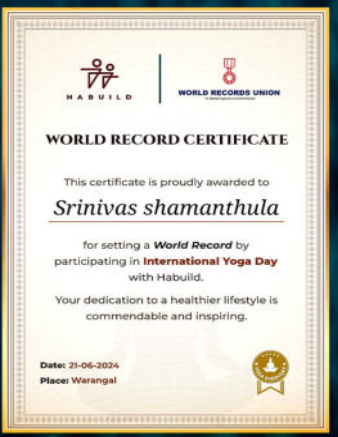 HABUILD
WORLD RECORDS UNION
WORLD RECORD CERTIFICATE
This certificate is proudly awarded to
Srinivas shamanthula
for setting a World Record by
participating in International Yoga Day
with Habuild.
Your dedication to a healthier lifestyle is
commendable and inspiring.
Date: 21-06-2024
Place: Warangal